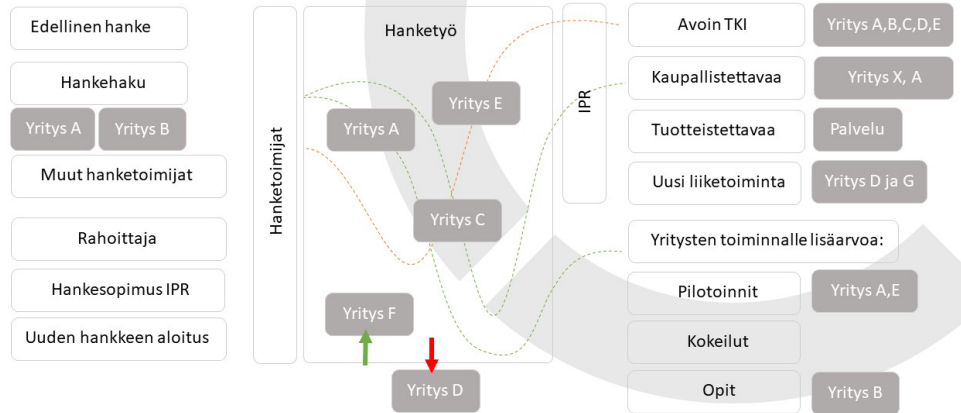 Edellinen hanke
Hankehaku
Yritys A
Yritys B
Muut hanketoimijat
Rahoittaja
Hankesopimus IPR
Uuden hankkeen aloitus
Hanketoimijat
Hanketyö
Yritys E
Yritys A
Yritys C
Yritys F
Yritys D
IPR
Avoin TKI
Yritys A,B,C,D,E
Kaupallistettavaa
Yritys X, A
Tuotteistettavaa
Palvelu
Uusi liiketoiminta
Yritys D ja G
Yritysten toiminnalle lisäarvoa:
Pilotoinnit
Yritys A,E
Kokeilut
Opit
Yritys B